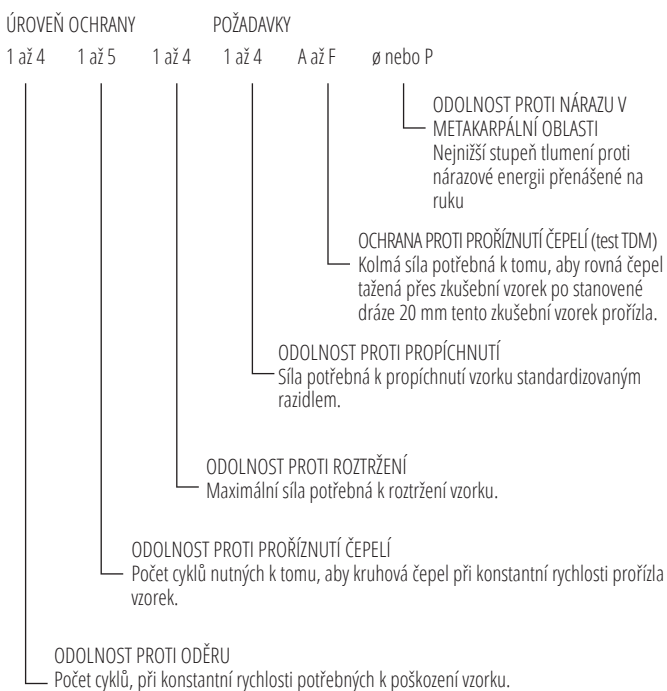 ÚROVEŇ OCHRANY POŽADAVKY
1 až 4 1 až 5 1 až 4 1 až 4 A až F ø nebo P
ODOLNOST PROTI NÁRAZU V
METAKARPÁLNÍ OBLASTI
Nejnižší stupeň tlumení proti
nárazové energii přenášené na
ruku
OCHRANA PROTI PROŘÍZNUTÍ ČEPELÍ (test TDM)
Kolmá síla potřebná k tomu, aby rovná čepel
tažená přes zkušební vzorek po stanovené
dráze 20 mm tento zkušební vzorek prořízla.
ODOLNOST PROTI PROPÍCHNUTÍ
Síla potřebná k propíchnutí vzorku standardizovaným
razidlem.
ODOLNOST PROTI ROZTRŽENÍ
Maximální síla potřebná k roztržení vzorku.
ODOLNOST PROTI PROŘÍZNUTÍ ČEPELÍ
Počet cyklů nutných k tomu, aby kruhová čepel při konstantní rychlosti prořízla
vzorek.
ODOLNOST PROTI ODĚRU
Počet cyklů, při konstantní rychlosti potřebných k poškození vzorku.